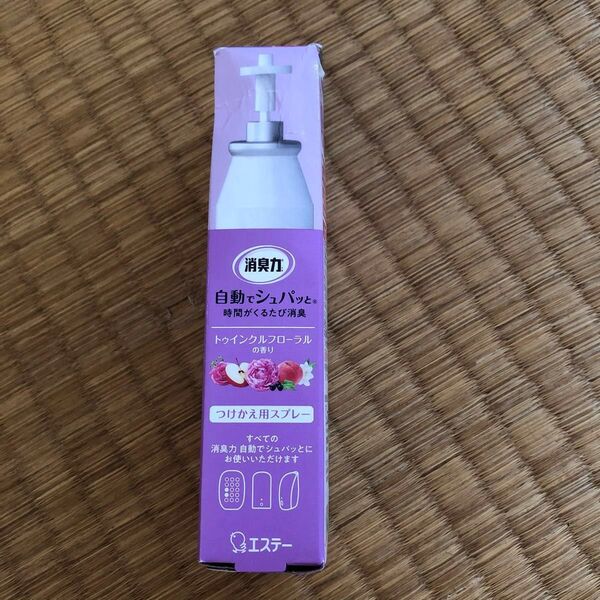 消臭力
自動でシュパッと®
時間がくるたび消臭
トゥインクルフローラル
の香り
つけかえ用スプレー
すべての
消臭力 自動でシュパッとに
お使いいただけます
エステー